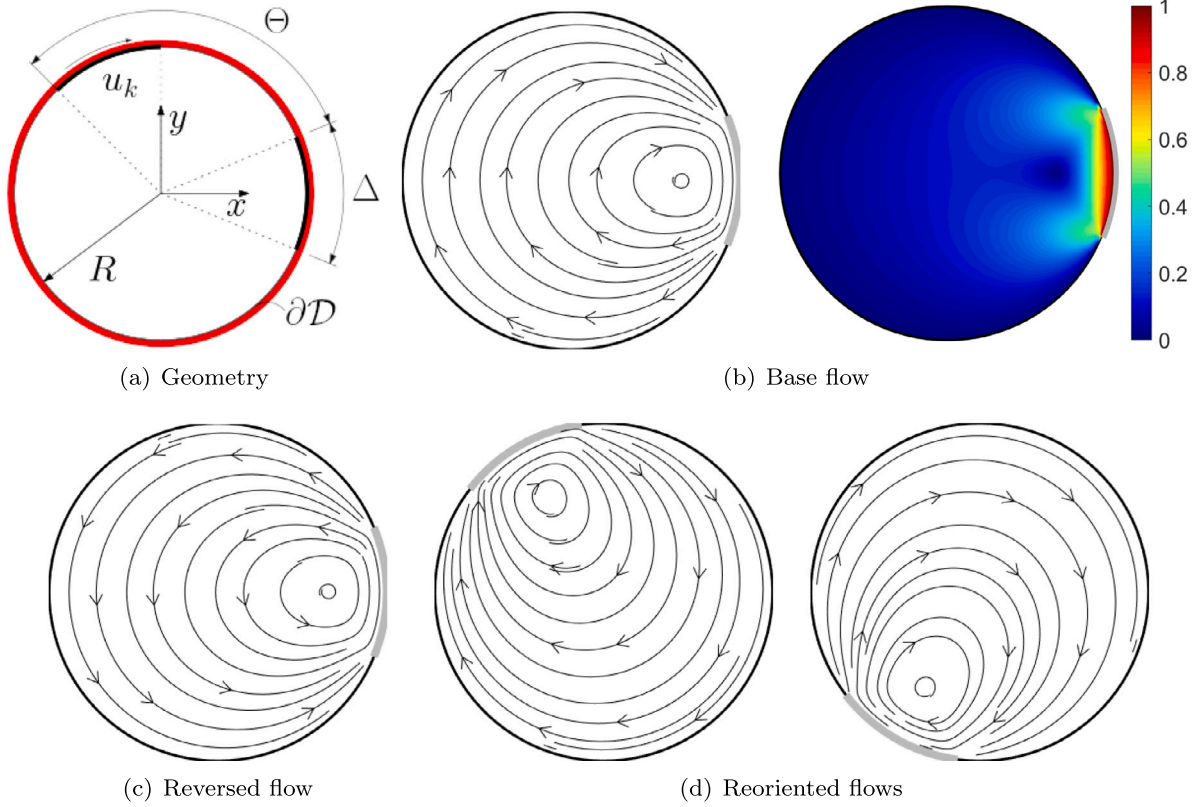 Θ
u_k
y
x
Δ
R
∂𝒟
1
0.8
0.6
0.4
0.2
0
(a) Geometry
(b) Base flow
(c) Reversed flow
(d) Reoriented flows